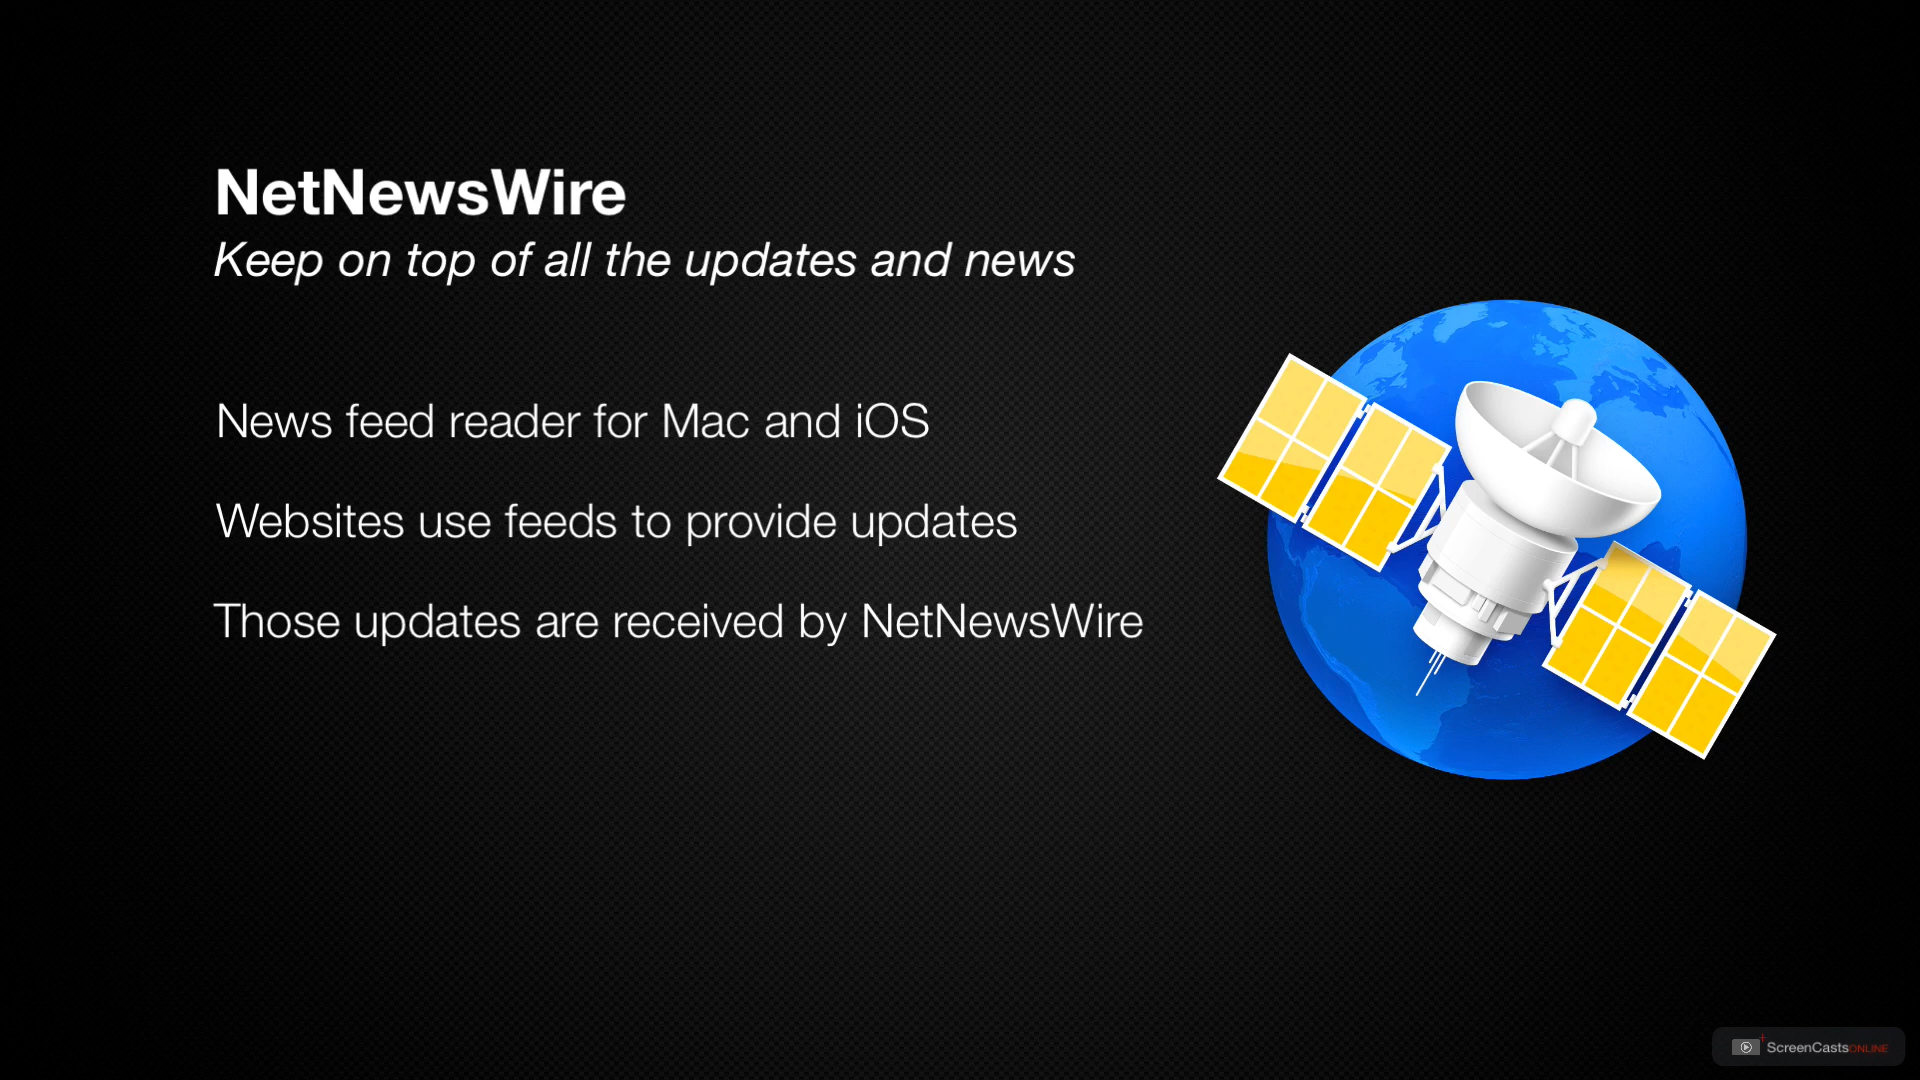 NetNewsWire
Keep on top of all the updates and news
News feed reader for Mac and iOS
Websites use feeds to provide updates
Those updates are received by NetNewsWire
ScreenCastsONLINE